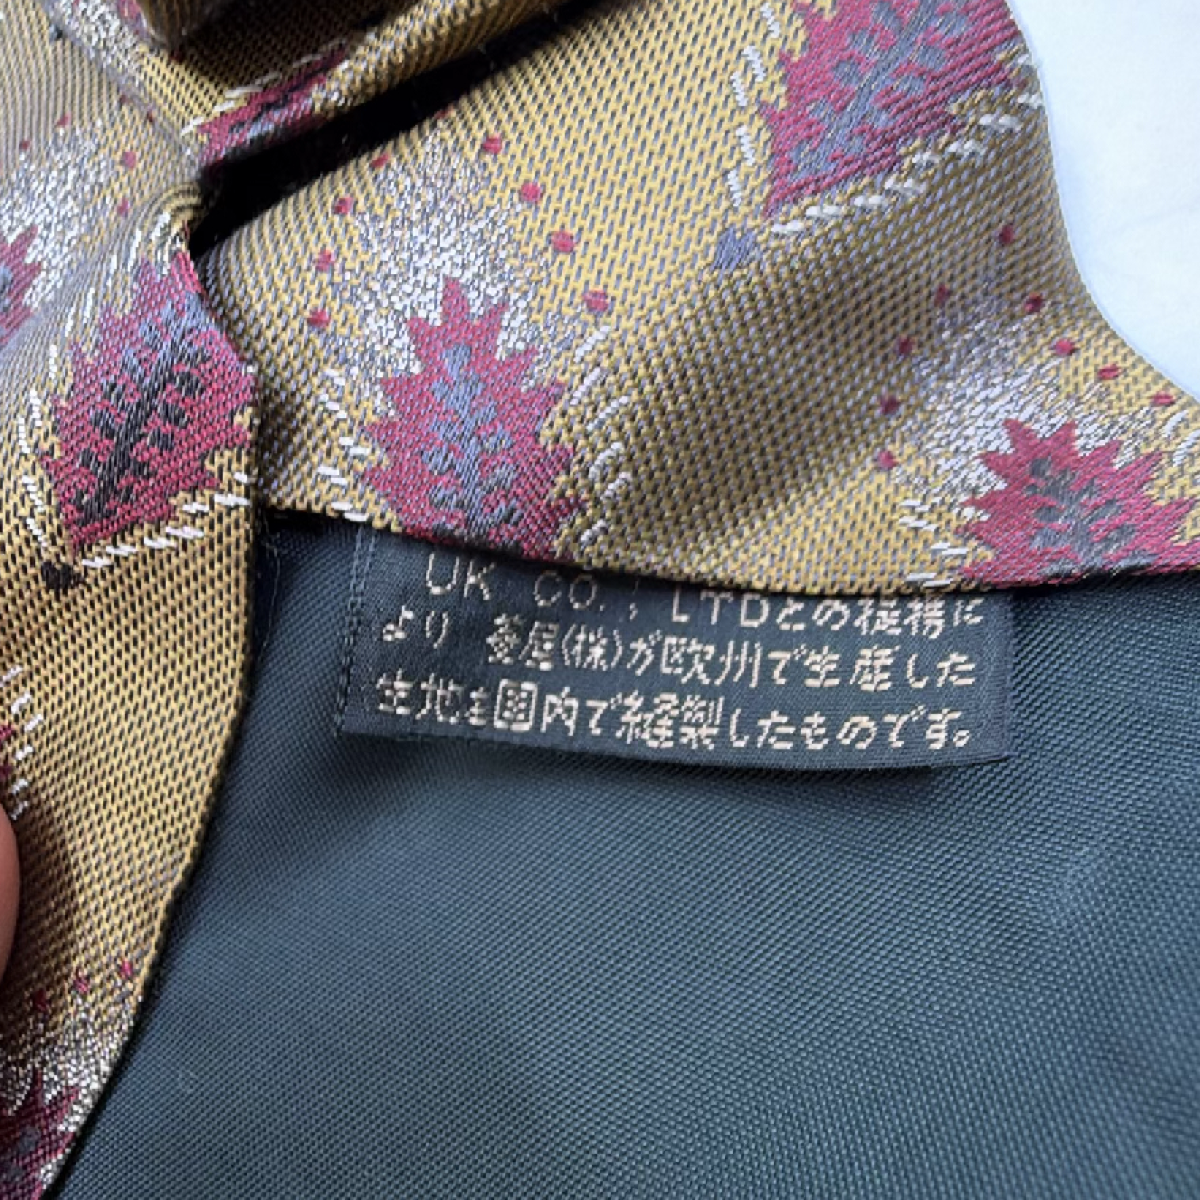 UK CO., LTDとの提携に
より 菱屋(株)が欧州で生産した
生地を国内で縫製したものです。